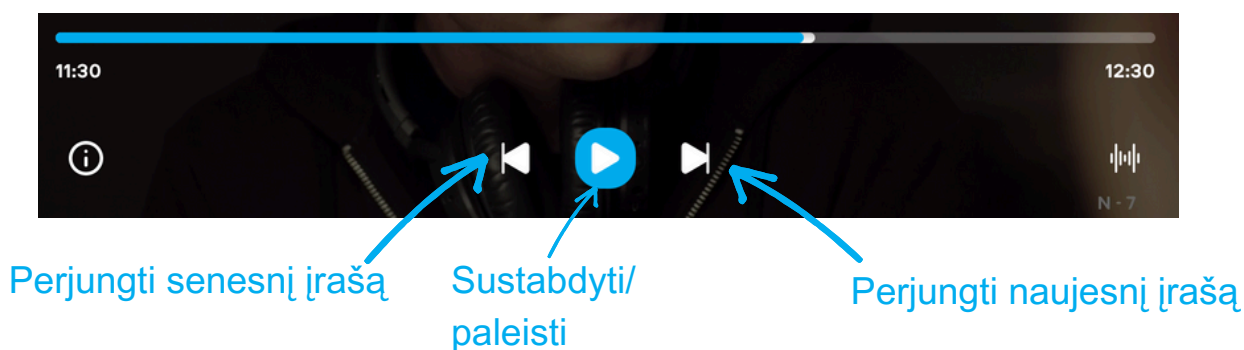 11:30
12:30
N - 7
Perjungti senesnį įrašą
Sustabdyti/
paleisti
Perjungti naujesnį įrašą